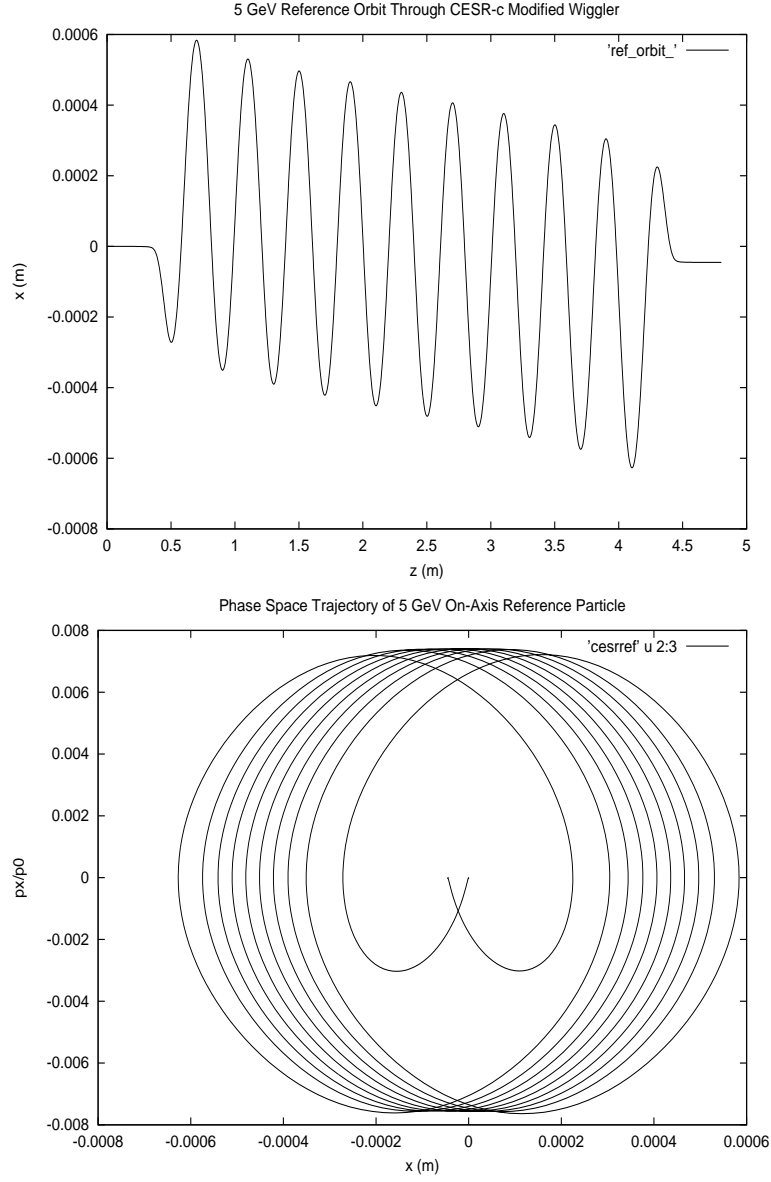 5 GeV Reference Orbit Through CESR-c Modified Wiggler
0.0006
'ref_orbit_'
0.0004
0.0002
0
x (m)
-0.0002
-0.0004
-0.0006
-0.0008
0 0.5 1 1.5 2 2.5 3 3.5 4 4.5 5
z (m)
Phase Space Trajectory of 5 GeV On-Axis Reference Particle
0.008
'cesrref' u 2:3
0.006
0.004
0.002
0
px/p0
-0.002
-0.004
-0.006
-0.008
-0.0008 -0.0006 -0.0004 -0.0002 0 0.0002 0.0004 0.0006
x (m)